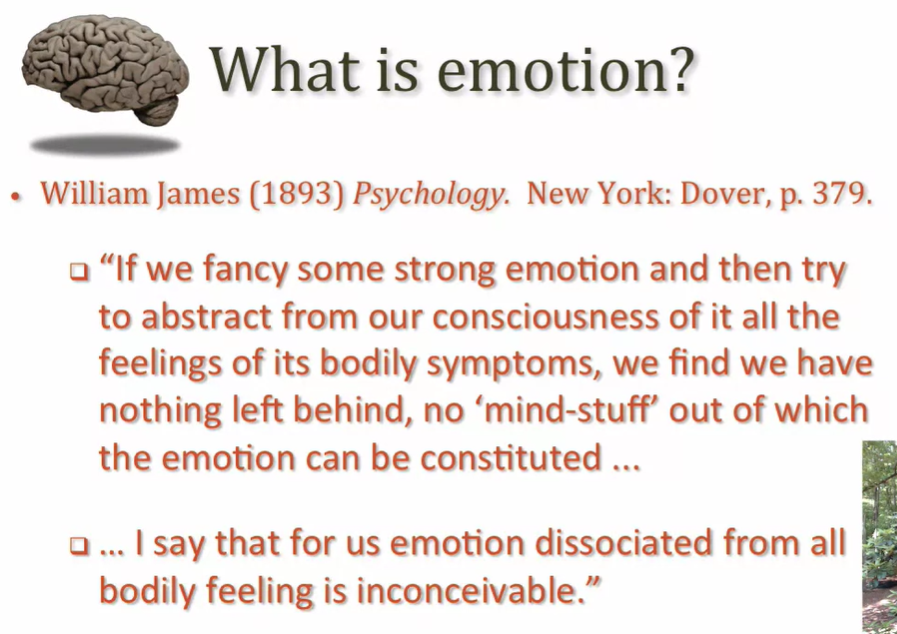 What is emotion?
• William James (1893) Psychology. New York: Dover, p. 379.
❑ “If we fancy some strong emotion and then try
to abstract from our consciousness of it all the
feelings of its bodily symptoms, we find we have
nothing left behind, no ‘mind-stuff’ out of which
the emotion can be constituted ...
❑ ... I say that for us emotion dissociated from all
bodily feeling is inconceivable.”